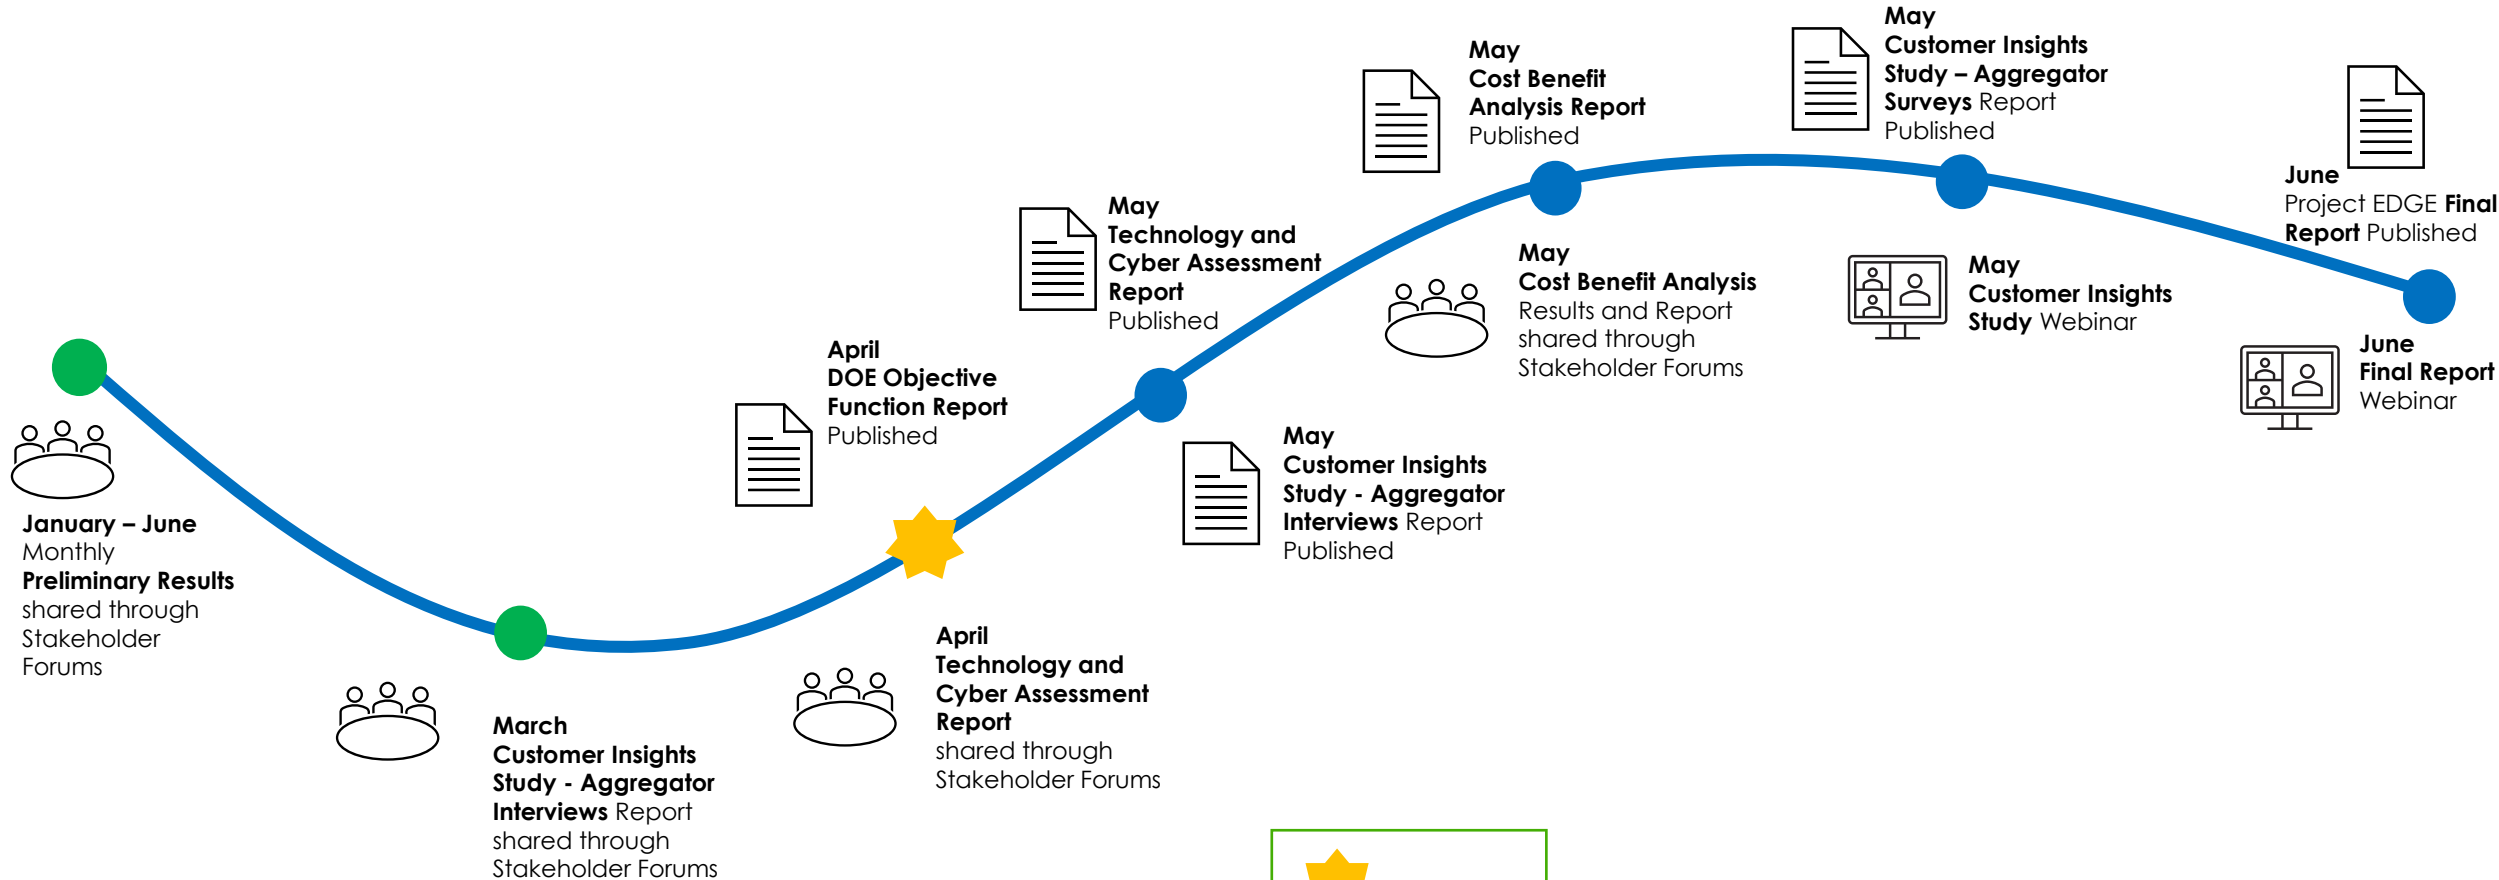 January – June
Monthly
Preliminary Results
shared through
Stakeholder
Forums
March
Customer Insights
Study - Aggregator
Interviews Report
shared through
Stakeholder Forums
April
DOE Objective
Function Report
Published
April
Technology and
Cyber Assessment
Report
shared through
Stakeholder Forums
May
Technology and
Cyber Assessment
Report
Published
May
Customer Insights
Study - Aggregator
Interviews Report
Published
May
Cost Benefit
Analysis Report
Published
May
Cost Benefit Analysis
Results and Report
shared through
Stakeholder Forums
May
Customer Insights
Study – Aggregator
Surveys Report
Published
May
Customer Insights
Study Webinar
June
Project EDGE Final
Report Published
June
Final Report
Webinar